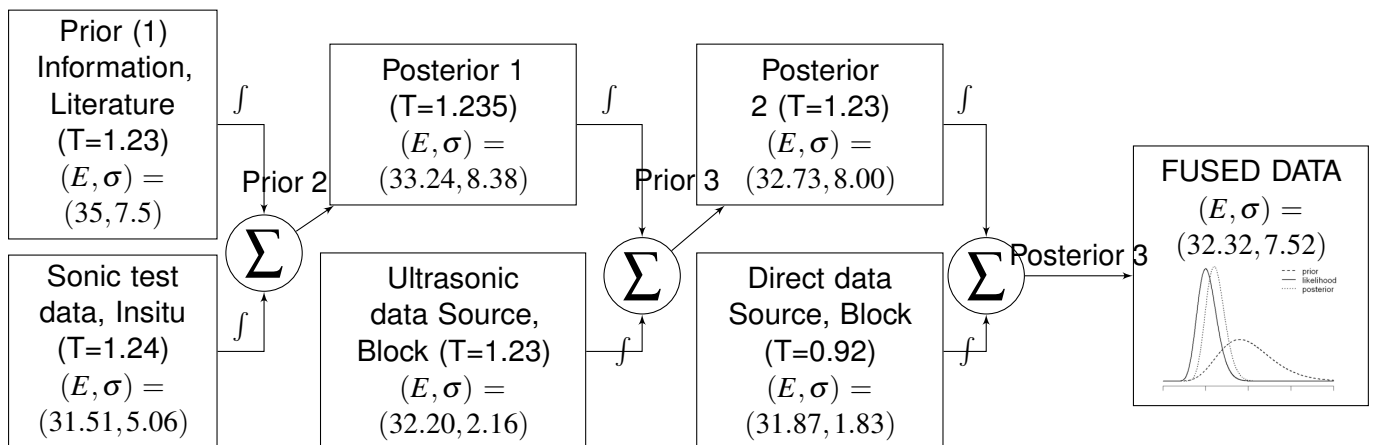 Prior (1)
Information,
Literature
(T=1.23)
(E, σ) =
(35, 7.5)
∫
Sonic test
data, Insitu
(T=1.24)
(E, σ) =
(31.51, 5.06)
∫
Σ
Prior 2
Posterior 1
(T=1.235)
(E, σ) =
(33.24, 8.38)
∫
Ultrasonic
data Source,
Block (T=1.23)
(E, σ) =
(32.20, 2.16)
∫
Σ
Prior 3
Posterior
2 (T=1.23)
(E, σ) =
(32.73, 8.00)
∫
Direct data
Source, Block
(T=0.92)
(E, σ) =
(31.87, 1.83)
∫
Σ
Posterior 3
FUSED DATA
(E, σ) =
(32.32, 7.52)
prior
likelihood
posterior